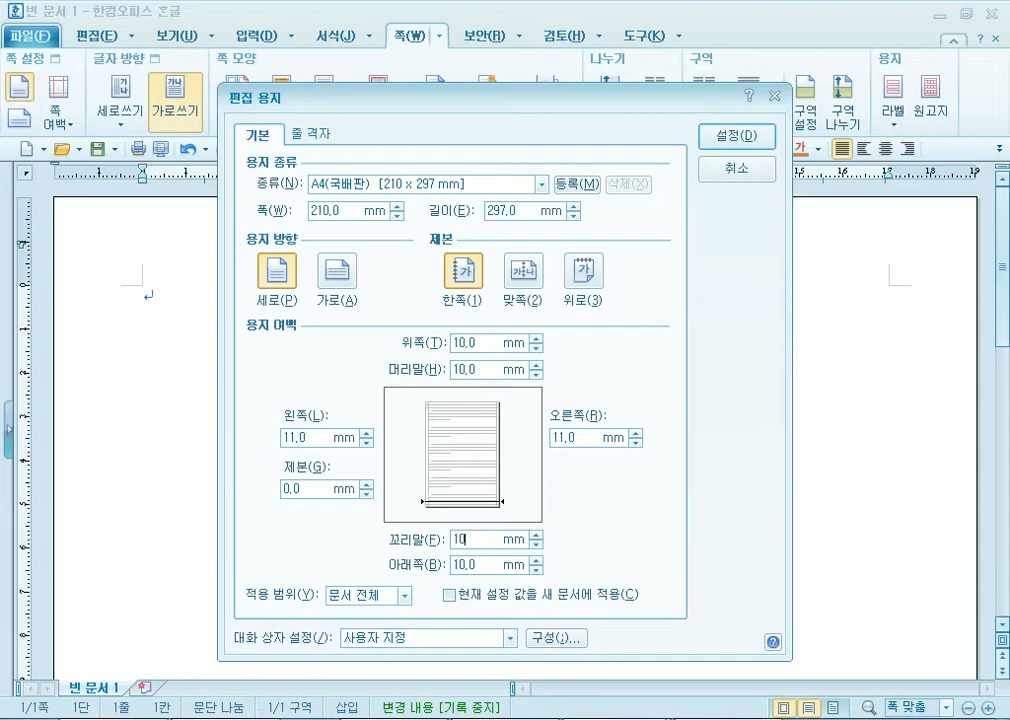 빈 문서 1 - 한컴오피스 흔글
파일(F) 편집(E) 보기(U) 입력(D) 서식(J) 쪽(W) 보안(R) 검토(H) 도구(K)
쪽 설정 글자 방향 쪽 모양 나누기 구역 용지
쪽 여백 세로쓰기 가로쓰기 구역 설정 구역 나누기 라벨 원고지
편집 용지
기본 줄 격자
설정(D)
취소
용지 종류
종류(N): A4(국배판) [210 x 297 mm] 등록(M) 삭제(X)
폭(W): 210.0 mm 길이(E): 297.0 mm
용지 방향 제본
세로(P) 가로(A) 한쪽(1) 맞쪽(2) 위로(3)
용지 여백
위쪽(T): 10.0 mm
머리말(H): 10.0 mm
왼쪽(L): 오른쪽(R):
11.0 mm 11.0 mm
제본(G):
0.0 mm
꼬리말(F): 10 mm
아래쪽(B): 10.0 mm
적용 범위(Y): 문서 전체 현재 설정 값을 새 문서에 적용(C)
대화 상자 설정(/): 사용자 지정 구성(;)...
빈 문서 1
1/1쪽 1단 1줄 1칸 문단 나눔 1/1 구역 삽입 변경 내용 [기록 중지] 폭 맞춤